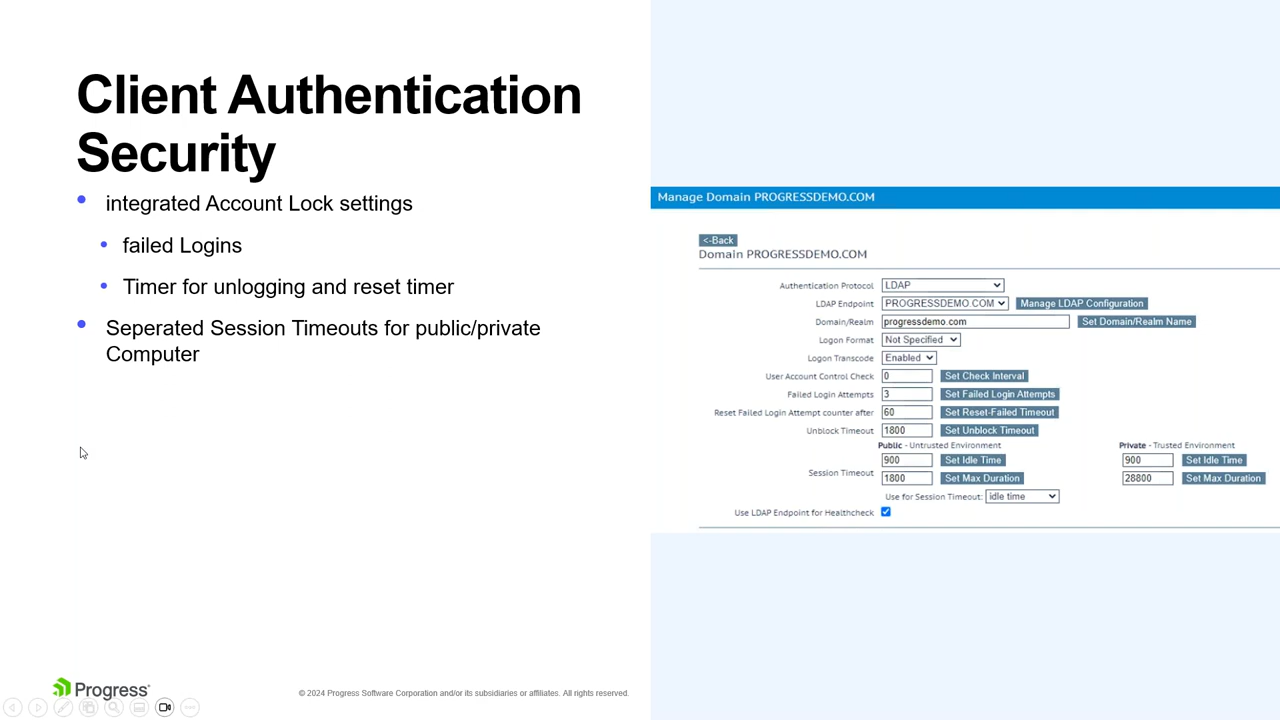 Client Authentication
Security
integrated Account Lock settings
failed Logins
Timer for unlogging and reset timer
Seperated Session Timeouts for public/private
Computer
Manage Domain PROGRESSDEMO.COM
<-Back
Domain PROGRESSDEMO.COM
Authentication Protocol LDAP
LDAP Endpoint PROGRESSDEMO.COM Manage LDAP Configuration
Domain/Realm progressdemo.com Set Domain/Realm Name
Logon Format Not Specified
Logon Transcode Enabled
User Account Control Check 0 Set Check Interval
Failed Login Attempts 3 Set Failed Login Attempts
Reset Failed Login Attempt counter after 60 Set Reset-Failed Timeout
Unblock Timeout 1800 Set Unblock Timeout
Public - Untrusted Environment Private - Trusted Environment
900 Set Idle Time 900 Set Idle Time
Session Timeout
1800 Set Max Duration 28800 Set Max Duration
Use for Session Timeout: idle time
Use LDAP Endpoint for Healthcheck
Progress
© 2024 Progress Software Corporation and/or its subsidiaries or affiliates. All rights reserved.